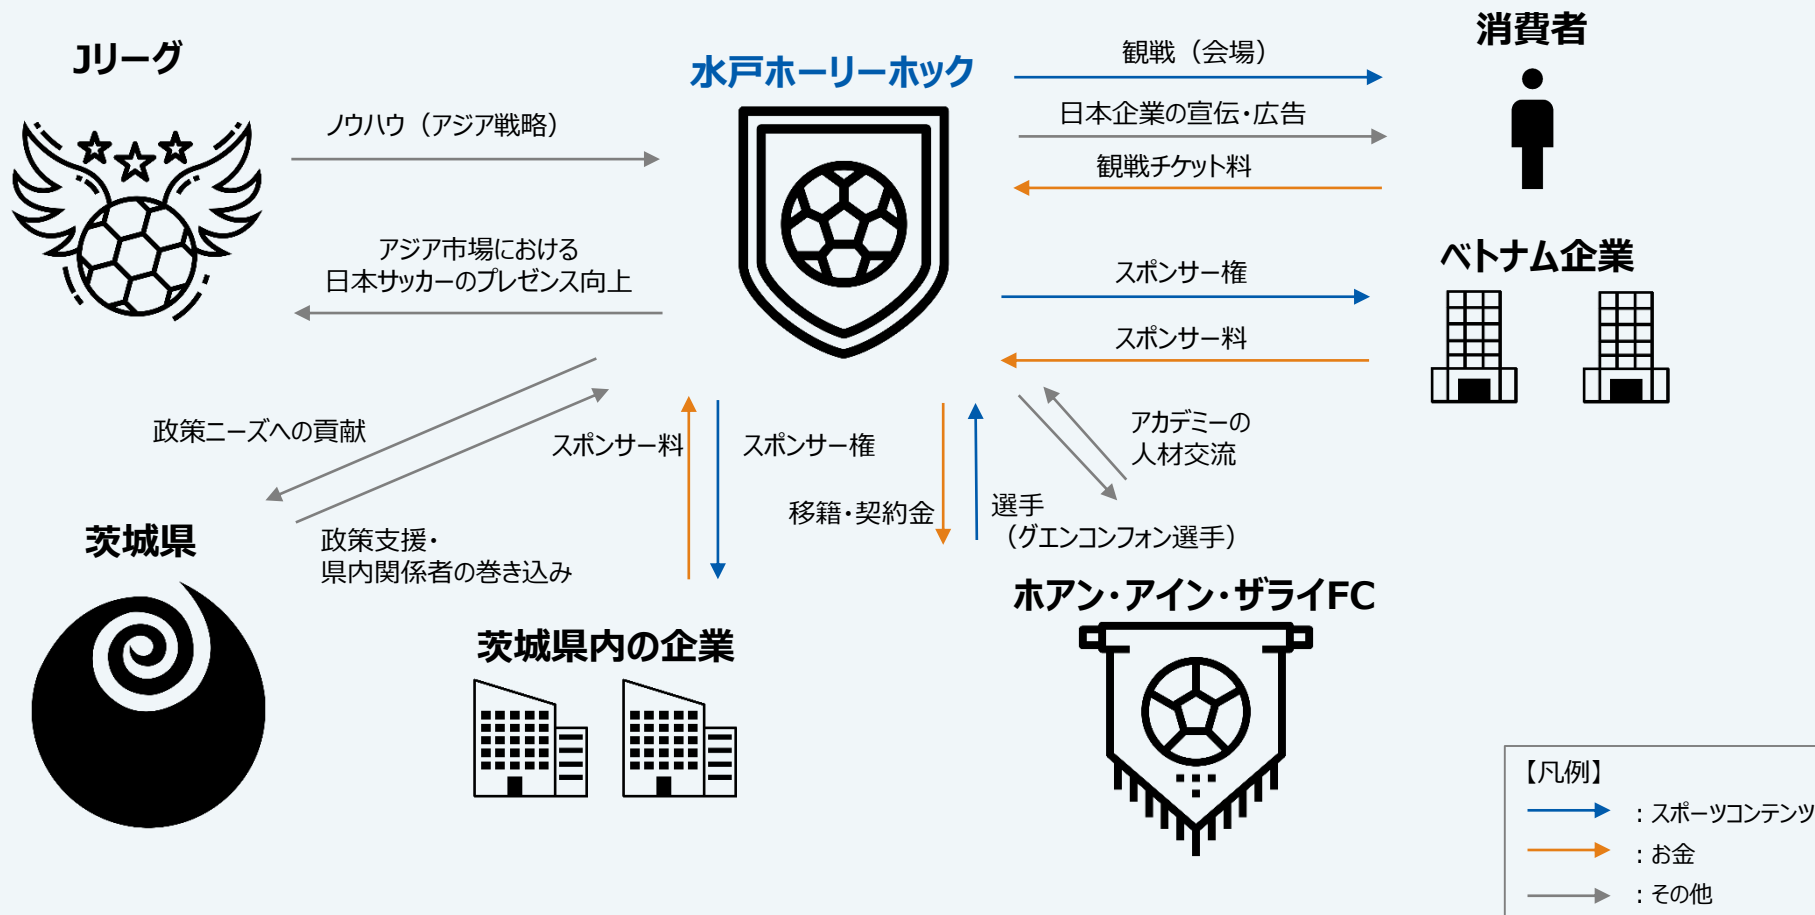 Jリーグ
水戸ホーリーホック
消費者
観戦（会場）
ノウハウ（アジア戦略）
日本企業の宣伝・広告
観戦チケット料
アジア市場における
日本サッカーのプレゼンス向上
ベトナム企業
スポンサー権
スポンサー料
政策ニーズへの貢献
スポンサー料
スポンサー権
アカデミーの
人材交流
移籍・契約金
選手
（グエンコンフォン選手）
茨城県
政策支援・
県内関係者の巻き込み
ホアン・アイン・ザライFC
茨城県内の企業
【凡例】
：スポーツコンテンツ
：お金
：その他